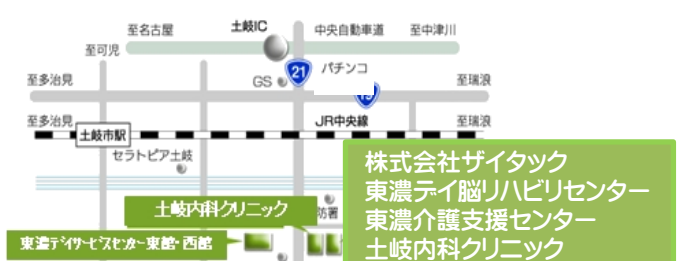 至名古屋
土岐IC
中央自動車道
至中津川
至可児
至多治見
GS
21
パチンコ
19
至瑞浪
至多治見
土岐市駅
JR中央線
至瑞浪
セラトピア土岐
株式会社ザイタック
東濃デイ脳リハビリセンター
東濃介護支援センター
土岐内科クリニック
土岐内科クリニック
防署
東濃デイサービスセンター東館・西館